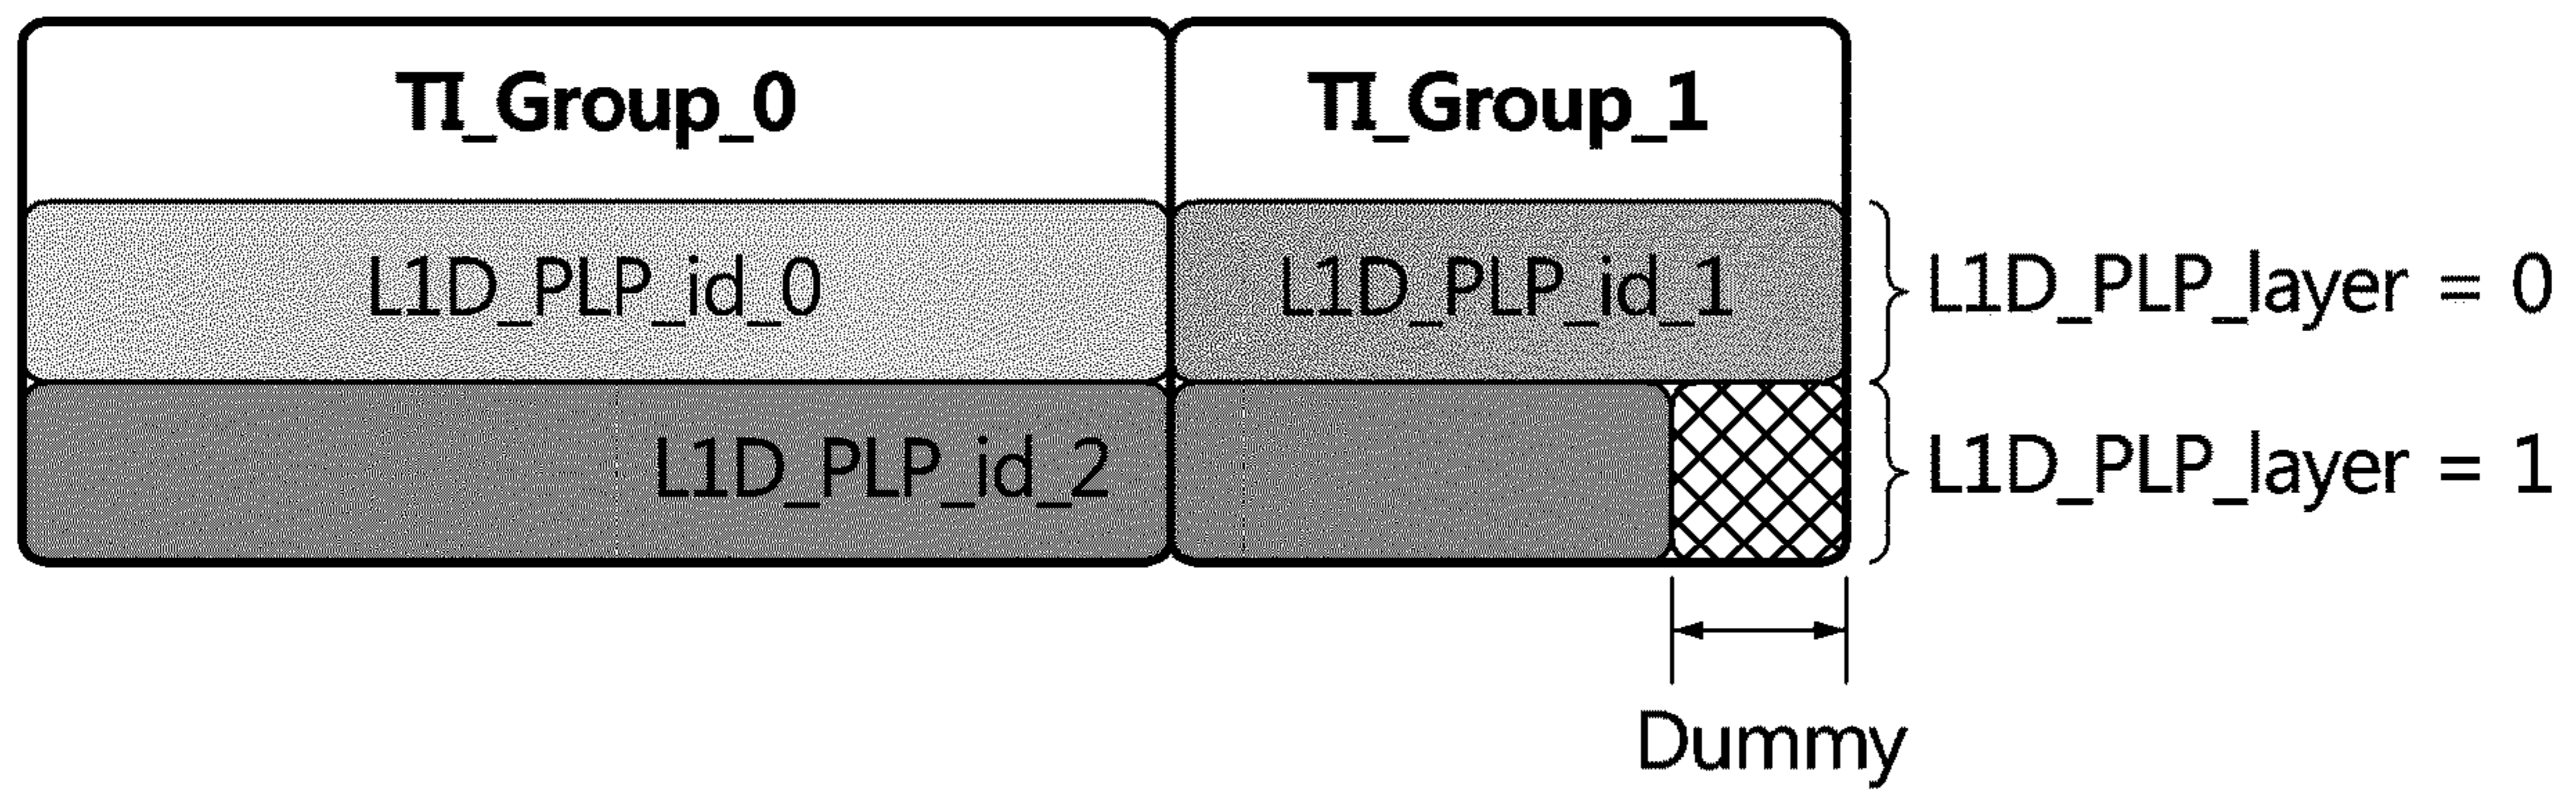 TI_Group_0 TI_Group_1
L1D_PLP_id_0 L1D_PLP_id_1 L1D_PLP_layer = 0
L1D_PLP_id_2 L1D_PLP_layer = 1
Dummy